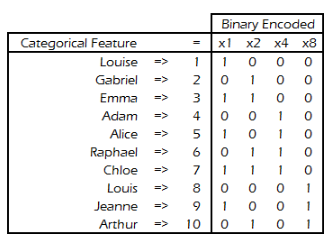 Binary Encoded
Categorical Feature = x1 x2 x4 x8
Louise => 1 1 0 0 0
Gabriel => 2 0 1 0 0
Emma => 3 1 1 0 0
Adam => 4 0 0 1 0
Alice => 5 1 0 1 0
Raphael => 6 0 1 1 0
Chloe => 7 1 1 1 0
Louis => 8 0 0 0 1
Jeanne => 9 1 0 0 1
Arthur => 10 0 1 0 1